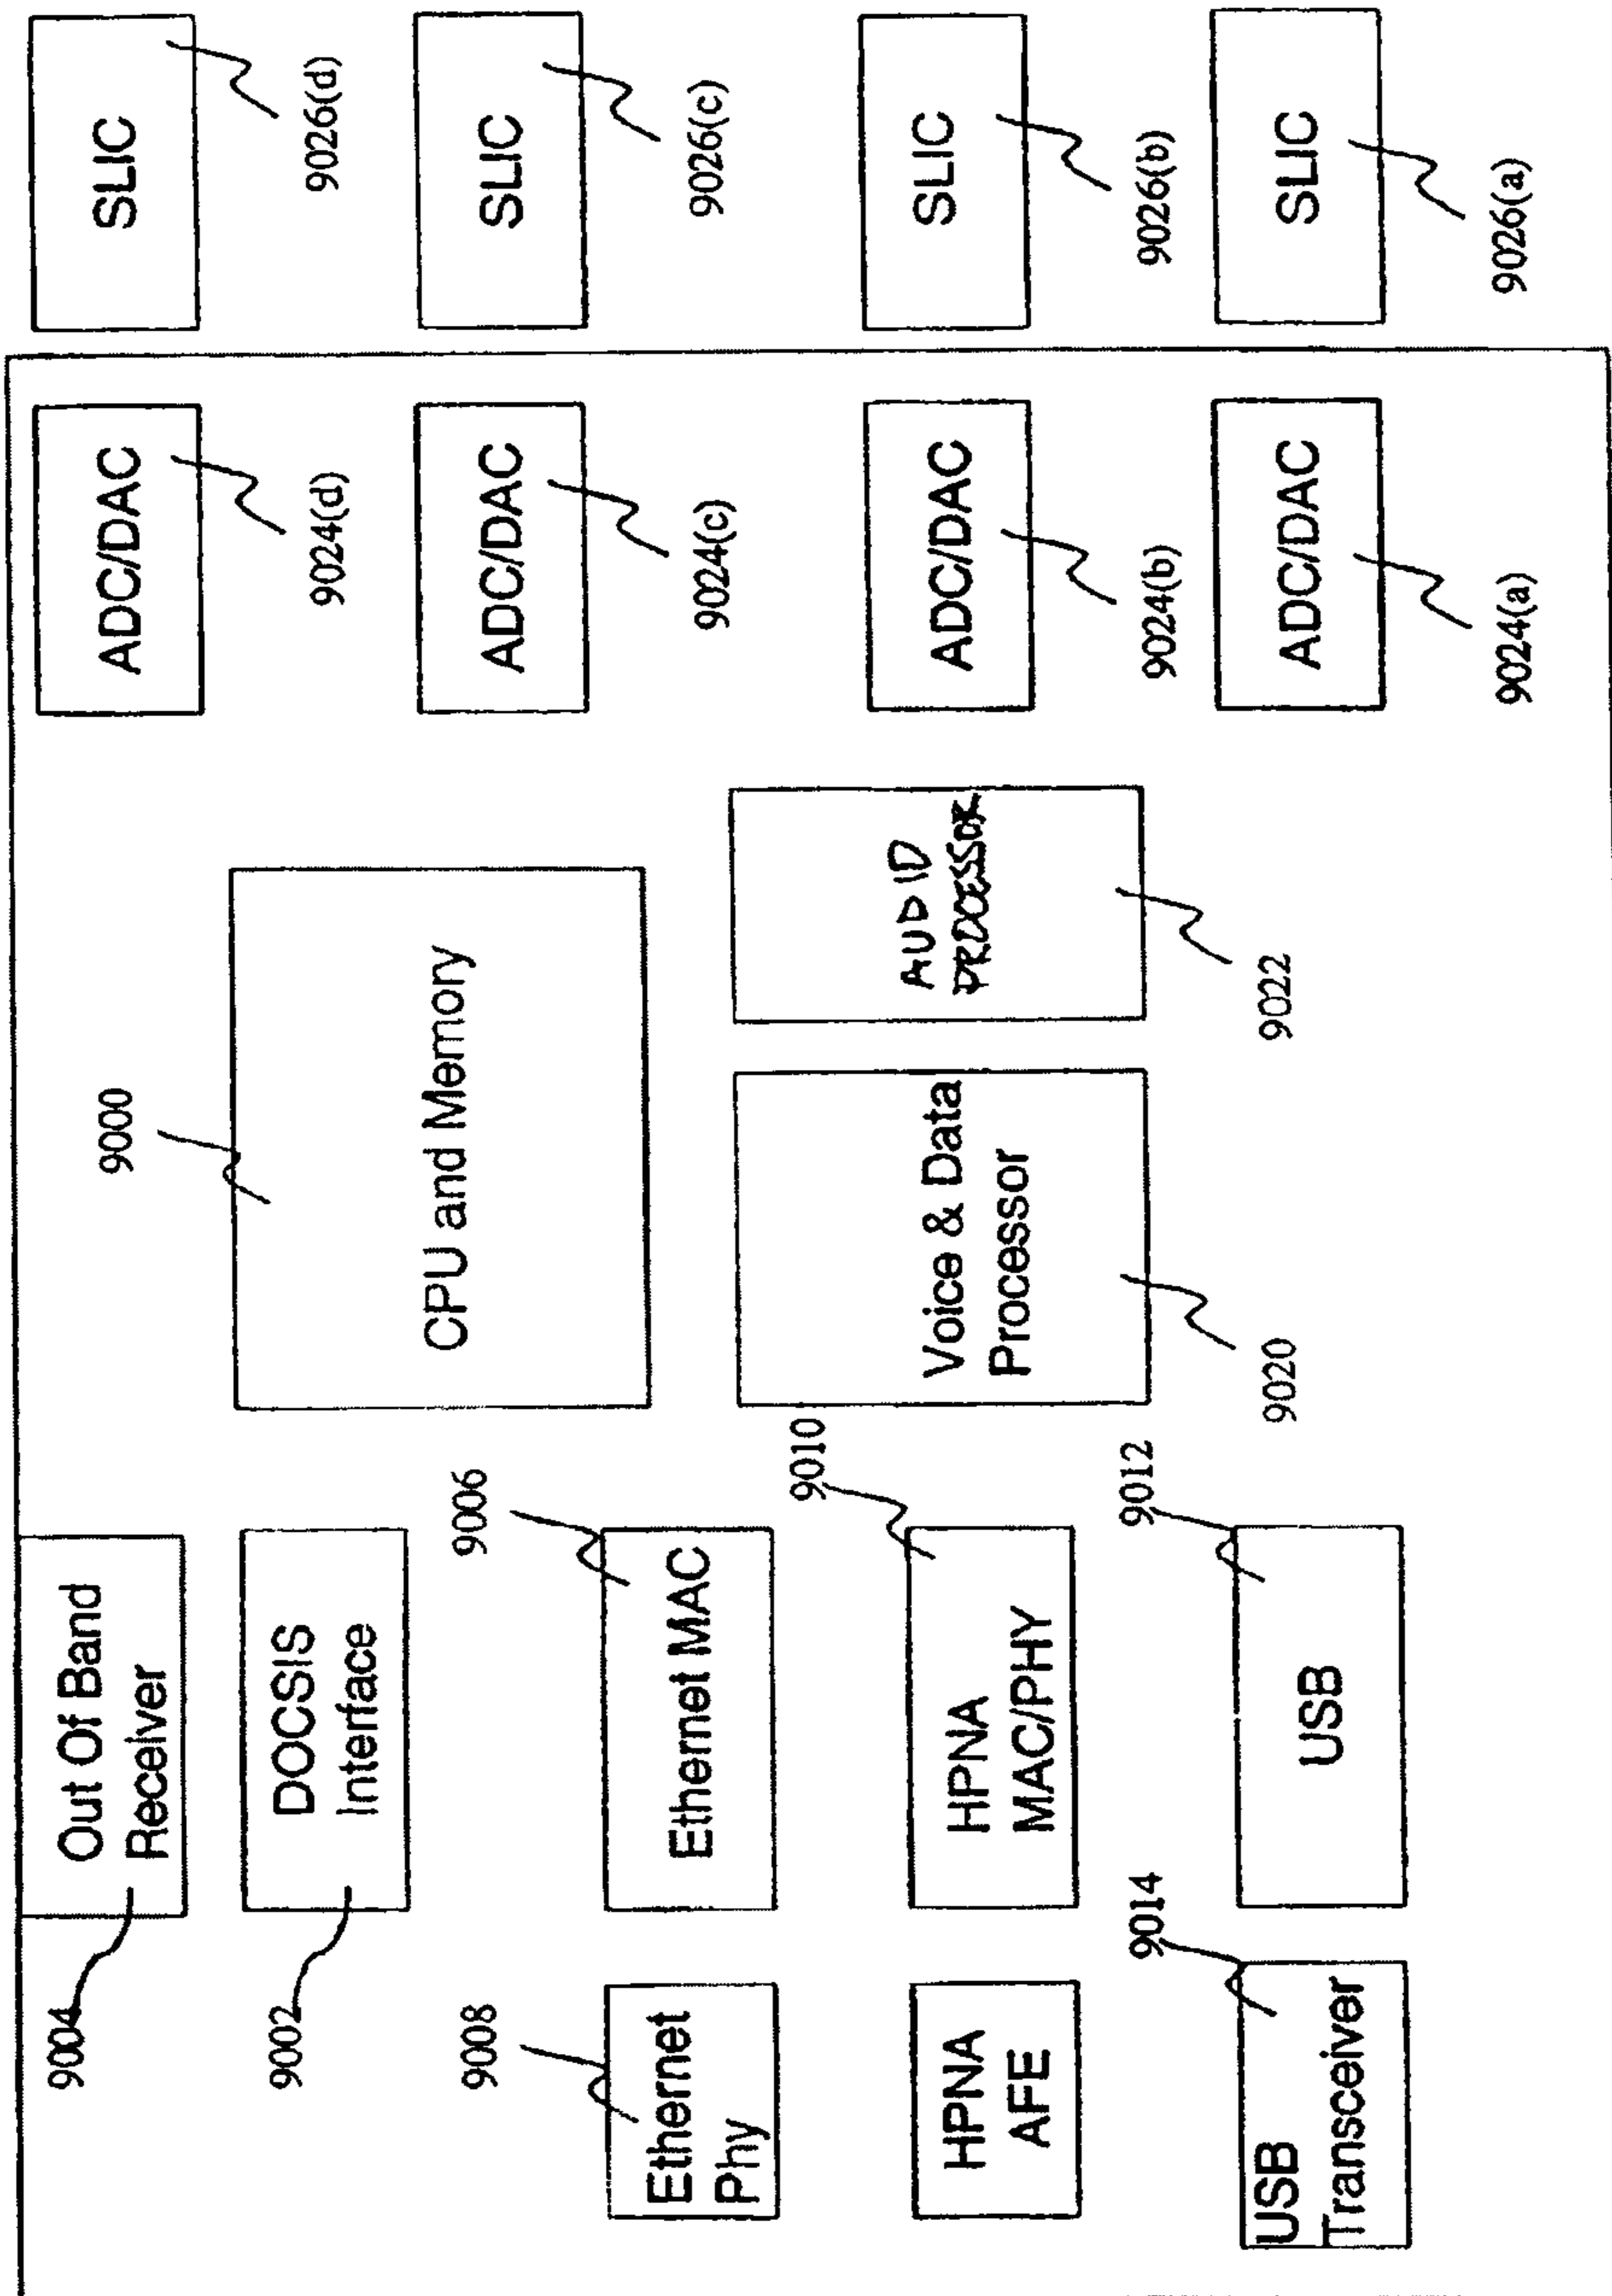 9004
Out Of Band
Receiver
9002
DOCSIS
Interface
9000
CPU and Memory
ADC/DAC
9024(d)
SLIC
9026(d)
ADC/DAC
9024(c)
SLIC
9026(c)
9008
Ethernet
Phy
9006
Ethernet MAC
HPNA
AFE
9010
HPNA
MAC/PHY
Voice & Data
Processor
9020
AUDIO
PROCESSOR
9022
ADC/DAC
9024(b)
SLIC
9026(b)
9014
USB
Transceiver
9012
USB
ADC/DAC
9024(a)
SLIC
9026(a)